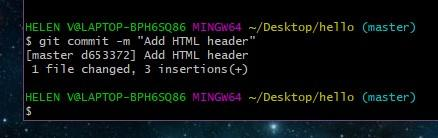 HELEN V@LAPTOP-BPH6SQ86 MINGW64 ~/Desktop/hello (master)
$ git commit -m "Add HTML header"
[master d653372] Add HTML header
 1 file changed, 3 insertions(+)
HELEN V@LAPTOP-BPH6SQ86 MINGW64 ~/Desktop/hello (master)
$